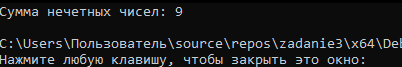 Сумма нечетных чисел: 9
C:\Users\Пользователь\source\repos\zadanie3\x64\Deb
Нажмите любую клавишу, чтобы закрыть это окно: